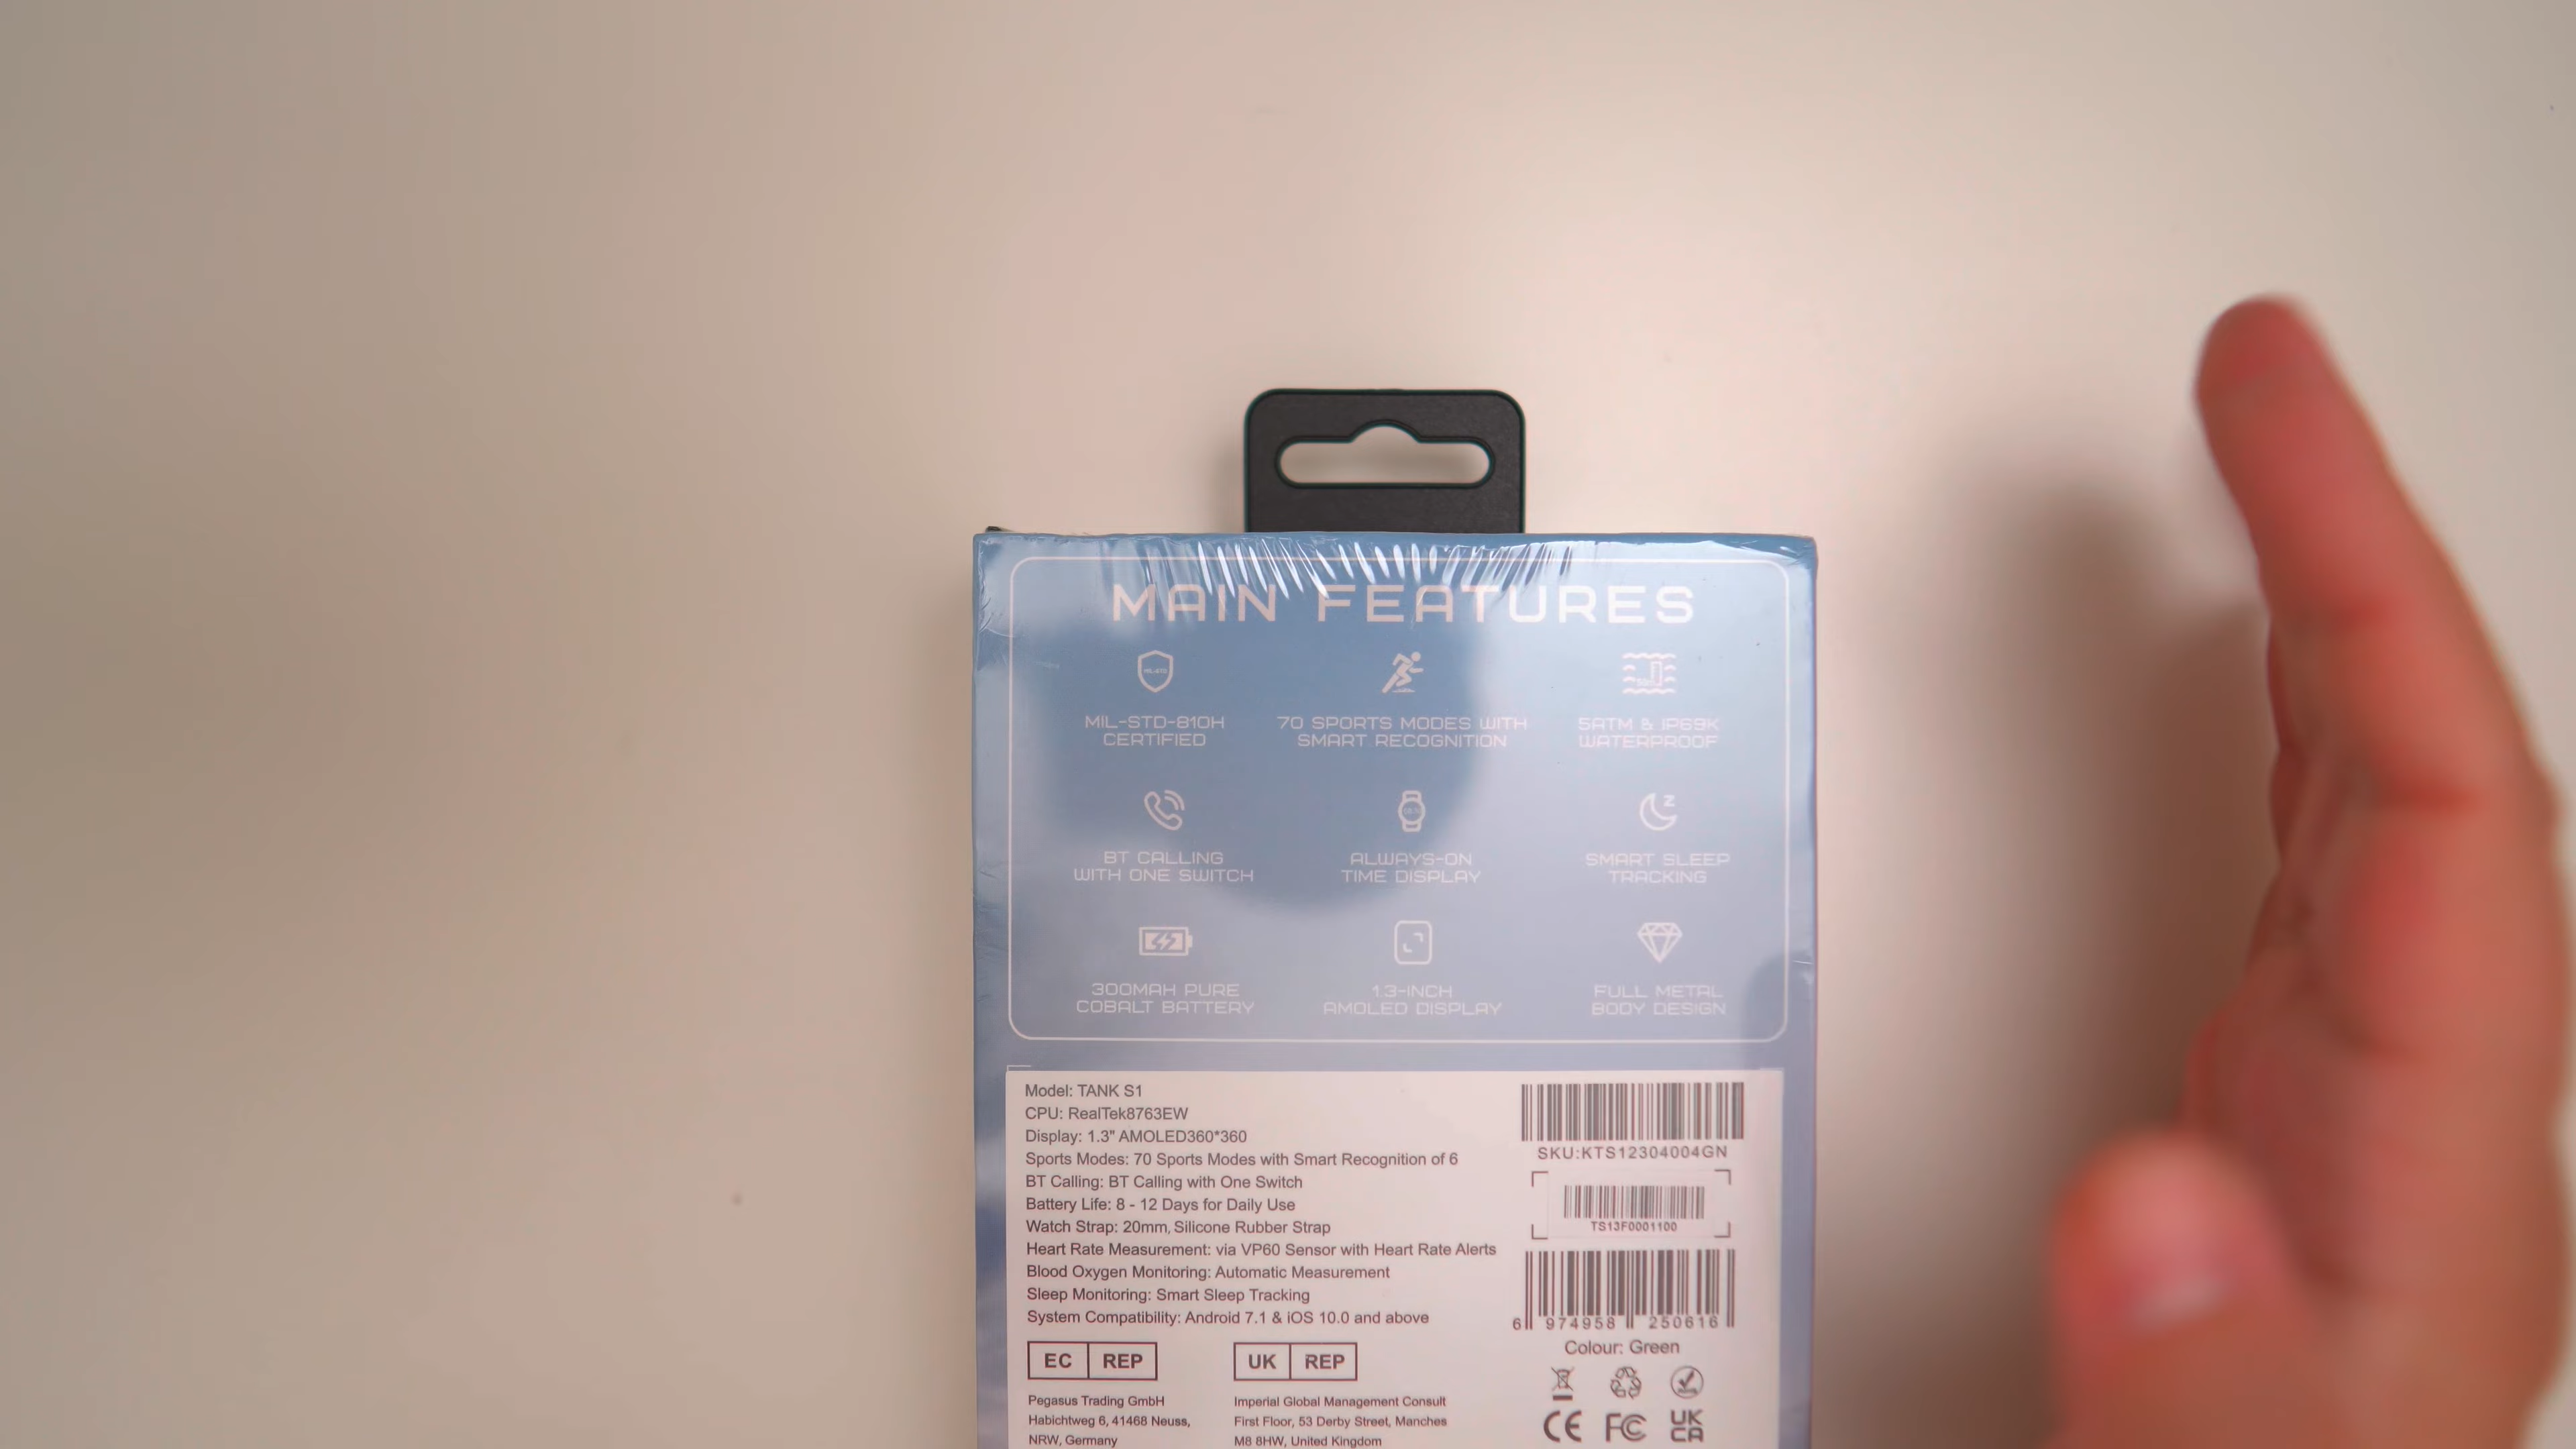 MAIN FEATURES
MIL-STD-810H
CERTIFIED
70 SPORTS MODES WITH
SMART RECOGNITION
5ATM & IP69K
WATERPROOF
BT CALLING
WITH ONE SWITCH
ALWAYS-ON
TIME DISPLAY
SMART SLEEP
TRACKING
300MAH PURE
COBALT BATTERY
1.3-INCH
AMOLED DISPLAY
FULL METAL
BODY DESIGN
Model: TANK S1
CPU: RealTek8763EW
Display: 1.3" AMOLED360*360
Sports Modes: 70 Sports Modes with Smart Recognition of 6
BT Calling: BT Calling with One Switch
Battery Life: 8 - 12 Days for Daily Use
Watch Strap: 20mm, Silicone Rubber Strap
Heart Rate Measurement: via VP60 Sensor with Heart Rate Alerts
Blood Oxygen Monitoring: Automatic Measurement
Sleep Monitoring: Smart Sleep Tracking
System Compatibility: Android 7.1 & iOS 10.0 and above
SKU:KTS12304004GN
TS13F0001100
6 974958 250616
Colour: Green
EC REP
Pegasus Trading GmbH
Habichtweg 6, 41468 Neuss,
NRW, Germany
UK REP
Imperial Global Management Consult
First Floor, 53 Derby Street, Manches
M8 8HW, United Kingdom
CE FC UK
CA